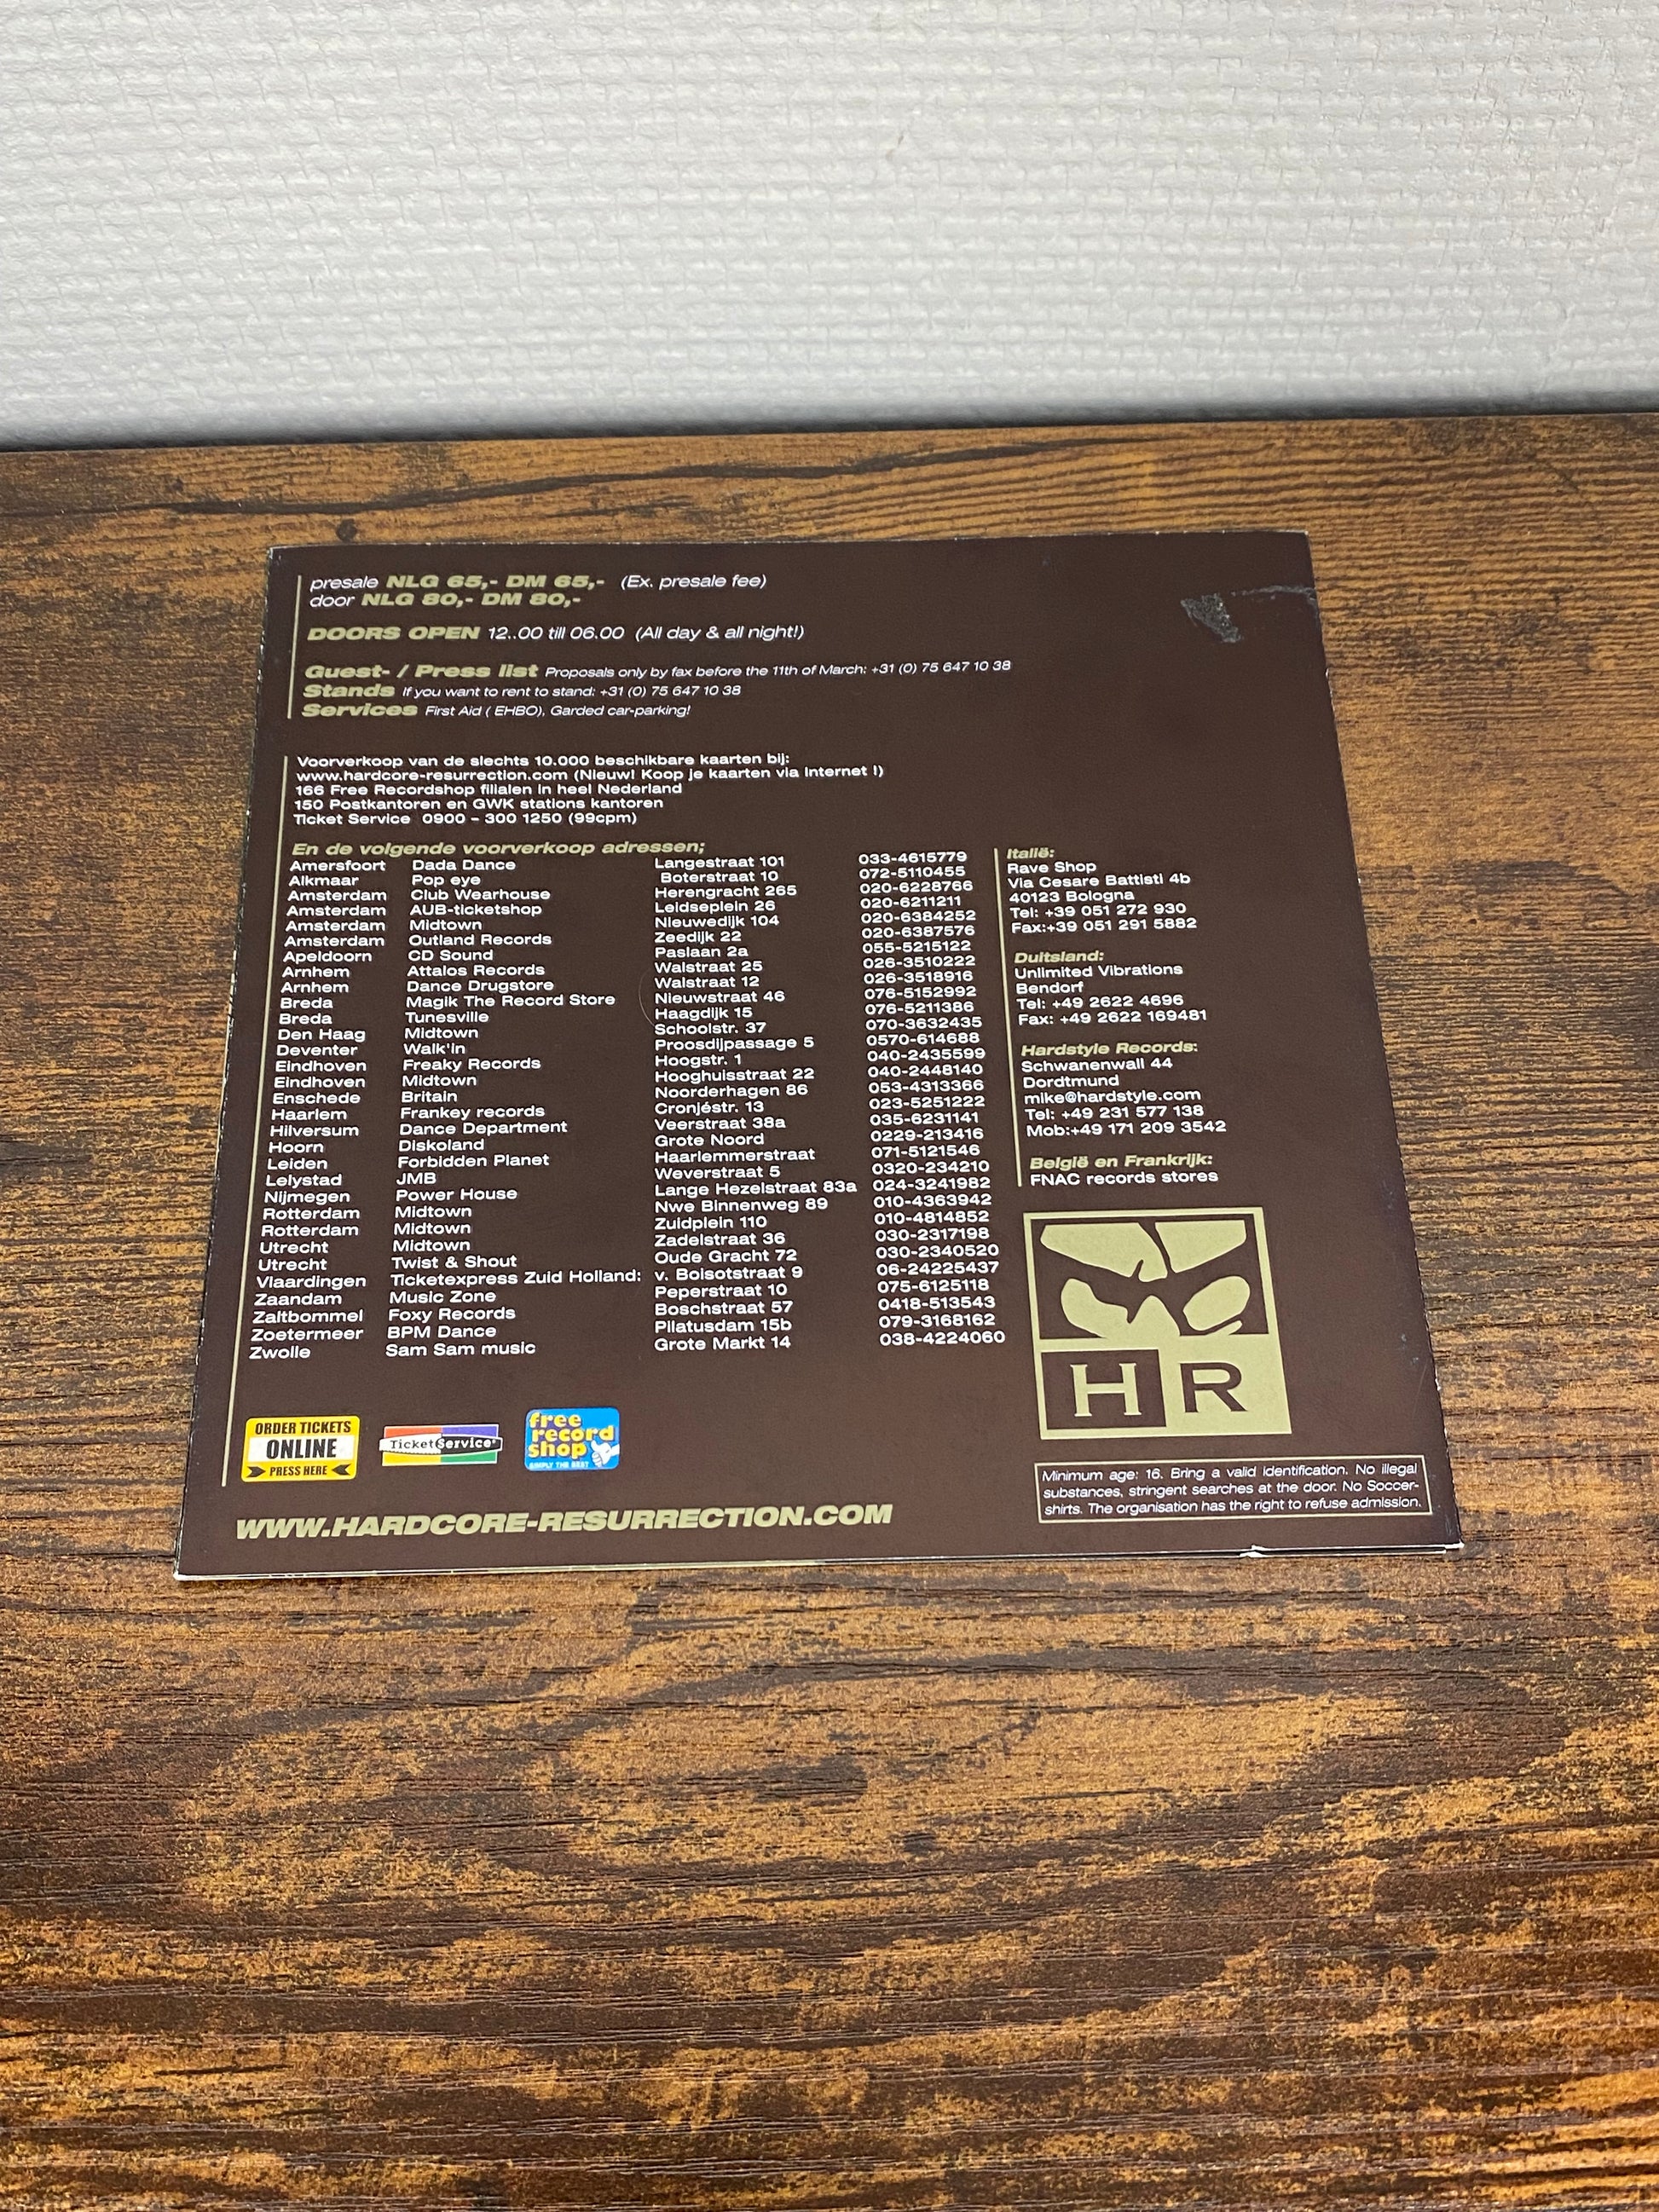 presale NLG 65,- DM 65,- (Ex. presale fee)
door NLG 80,- DM 80,-
DOORS OPEN 12..00 till 06.00 (All day & all night!)
Guest- / Press list Proposals only by fax before the 11th of March: +31 (0) 75 647 10 38
Stands If you want to rent to stand: +31 (0) 75 647 10 38
Services First Aid ( EHBO), Garded car-parking!
Voorverkoop van de slechts 10.000 beschikbare kaarten bij:
www.hardcore-resurrection.com (Nieuw! Koop je kaarten via Internet !)
166 Free Recordshop filialen in heel Nederland
150 Postkantoren en GWK stations kantoren
Ticket Service 0900 - 300 1250 (99cpm)
En de volgende voorverkoop adressen;
Amersfoort Dada Dance Langestraat 101 033-4615779
Alkmaar Pop eye Boterstraat 10 072-5110455
Amsterdam Club Wearhouse Herengracht 265 020-6228766
Amsterdam AUB-ticketshop Leidseplein 26 020-6211211
Amsterdam Midtown Nieuwedijk 104 020-6384252
Amsterdam Outland Records Zeedijk 22 020-6387576
Apeldoorn CD Sound Paslaan 2a 055-5215122
Arnhem Attalos Records Walstraat 25 026-3510222
Arnhem Dance Drugstore Walstraat 12 026-3518916
Breda Magik The Record Store Nieuwstraat 46 076-5152992
Breda Tunesville Haagdijk 15 076-5211386
Den Haag Midtown Schoolstr. 37 070-3632435
Deventer Walk'in Proosdijpassage 5 0570-614688
Eindhoven Freaky Records Hoogstr. 1 040-2435599
Eindhoven Midtown Hooghuisstraat 22 040-2448140
Enschede Britain Noorderhagen 86 053-4313366
Haarlem Frankey records Cronjéstr. 13 023-5251222
Hilversum Dance Department Veerstraat 38a 035-6231141
Hoorn Diskoland Grote Noord 0229-213416
Leiden Forbidden Planet Haarlemmerstraat 071-5121546
Lelystad JMB Weverstraat 5 0320-234210
Nijmegen Power House Lange Hezelstraat 83a 024-3241982
Rotterdam Midtown Nwe Binnenweg 89 010-4363942
Rotterdam Midtown Zuidplein 110 010-4814852
Utrecht Midtown Zadelstraat 36 030-2317198
Utrecht Twist & Shout Oude Gracht 72 030-2340520
Vlaardingen Ticketexpress Zuid Holland: v. Boisotstraat 9 06-24225437
Zaandam Music Zone Peperstraat 10 075-6125118
Zaltbommel Foxy Records Boschstraat 57 0418-513543
Zoetermeer BPM Dance Pilatusdam 15b 079-3168162
Zwolle Sam Sam music Grote Markt 14 038-4224060
Italië:
Rave Shop
Via Cesare Battisti 4b
40123 Bologna
Tel: +39 051 272 930
Fax:+39 051 291 5882
Duitsland:
Unlimited Vibrations
Bendorf
Tel: +49 2622 4696
Fax: +49 2622 169481
Hardstyle Records:
Schwanenwall 44
Dordtmund
mike@hardstyle.com
Tel: +49 231 577 138
Mob:+49 171 209 3542
België en Frankrijk:
FNAC records stores
HR
ORDER TICKETS
ONLINE
PRESS HERE
TicketService
free
record
shop
SIMPLY THE BEST
Minimum age: 16. Bring a valid identification. No illegal
substances, stringent searches at the door. No Soccer-
shirts. The organisation has the right to refuse admission.
WWW.HARDCORE-RESURRECTION.COM